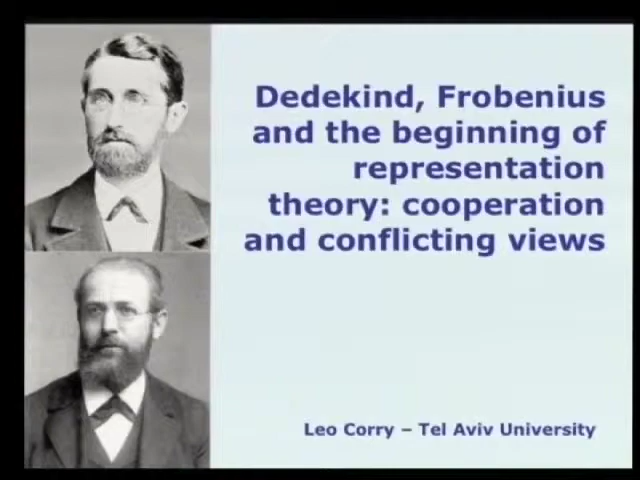 Dedekind, Frobenius
and the beginning of
representation
theory: cooperation
and conflicting views
Leo Corry – Tel Aviv University